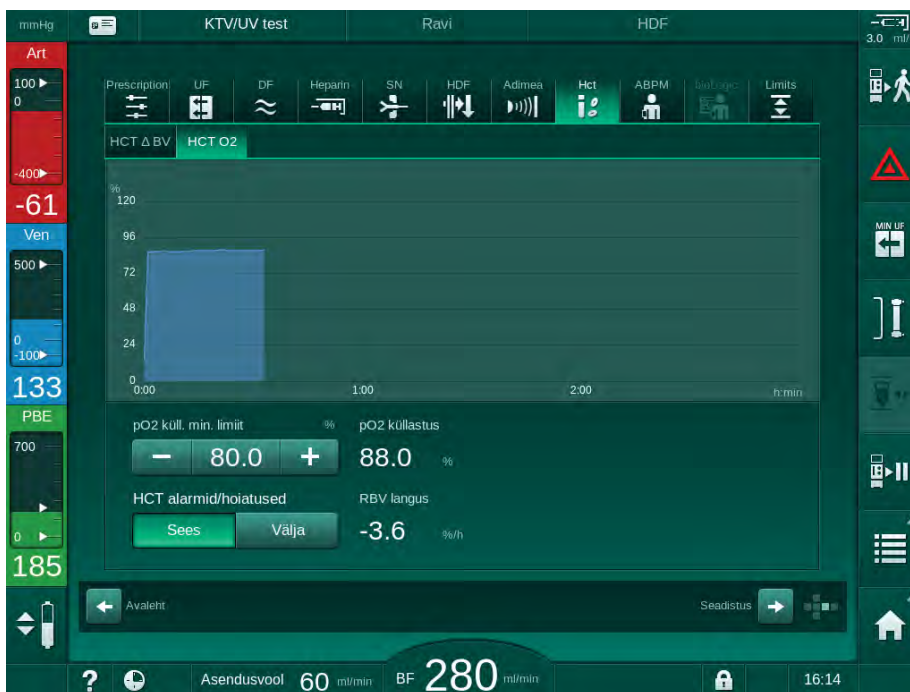 mmHg KTV/UV test Ravi HDF
3.0 ml/
Art
100
0
-400
-61
Ven
500
0
-100
133
PBE
700
0
185
Prescription UF DF Heparin SN HDF Adimea Hct ABPM bioLogic Limits
HCT Δ BV HCT O2
%
120
96
72
48
24
0
0:00 1:00 2:00 h:min
pO2 küll. min. limiit % pO2 küllastus
80.0 88.0 %
HCT alarmid/hoiatused RBV langus
Sees Välja -3.6 %/h
MIN UF
Avaleht Seadistus
? Asendusvool 60 ml/min BF 280 ml/min 16:14